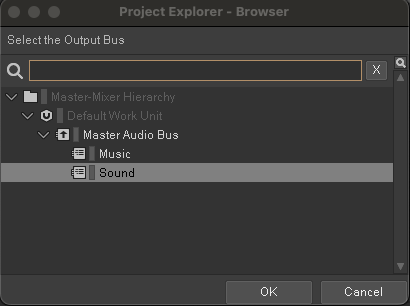 Project Explorer - Browser
Select the Output Bus
X
Master-Mixer Hierarchy
Default Work Unit
Master Audio Bus
Music
Sound
OK
Cancel